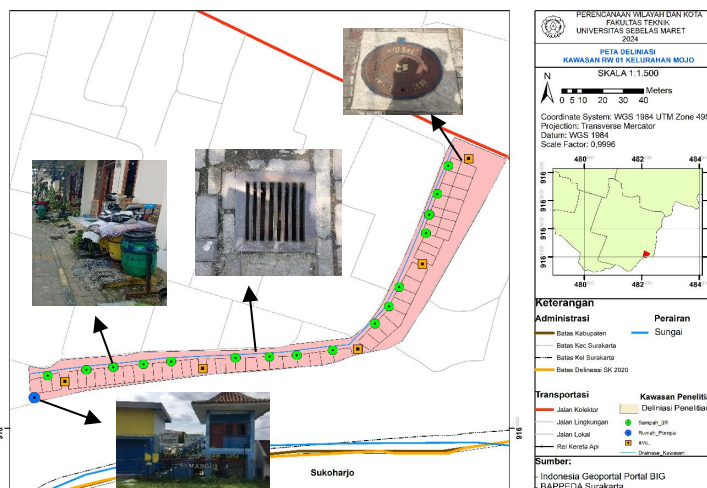 PERENCANAAN WILAYAH DAN KOTA
FAKULTAS TEKNIK
UNIVERSITAS SEBELAS MARET
2024
PETA DELINIASI
KAWASAN RW 01 KELURAHAN MOJO
N
SKALA 1:1.500
Meters
0 5 10 20 30 40
Coordinate System: WGS 1984 UTM Zone 49S
Projection: Transverse Mercator
Datum: WGS 1984
Scale Factor: 0,9996
480 482 484
916
916
916
480 482 484
Keterangan
Administrasi
Batas Kabupaten
Batas Kec Surakarta
Batas Kel Surakarta
Batas Delineasi SK 2020
Perairan
Sungai
Transportasi
Jalan Kolektor
Jalan Lingkungan
Jalan Lokal
Rel Kereta Api
Kawasan Peneliti
Deliniasi Penelitian
Sampah_3R
Rumah_Pompa
IPAL
Drainase_Kawasan
Sumber:
- Indonesia Geoportal Portal BIG
- BAPPEDA Surakarta
Sukoharjo
916
SEMANGGI